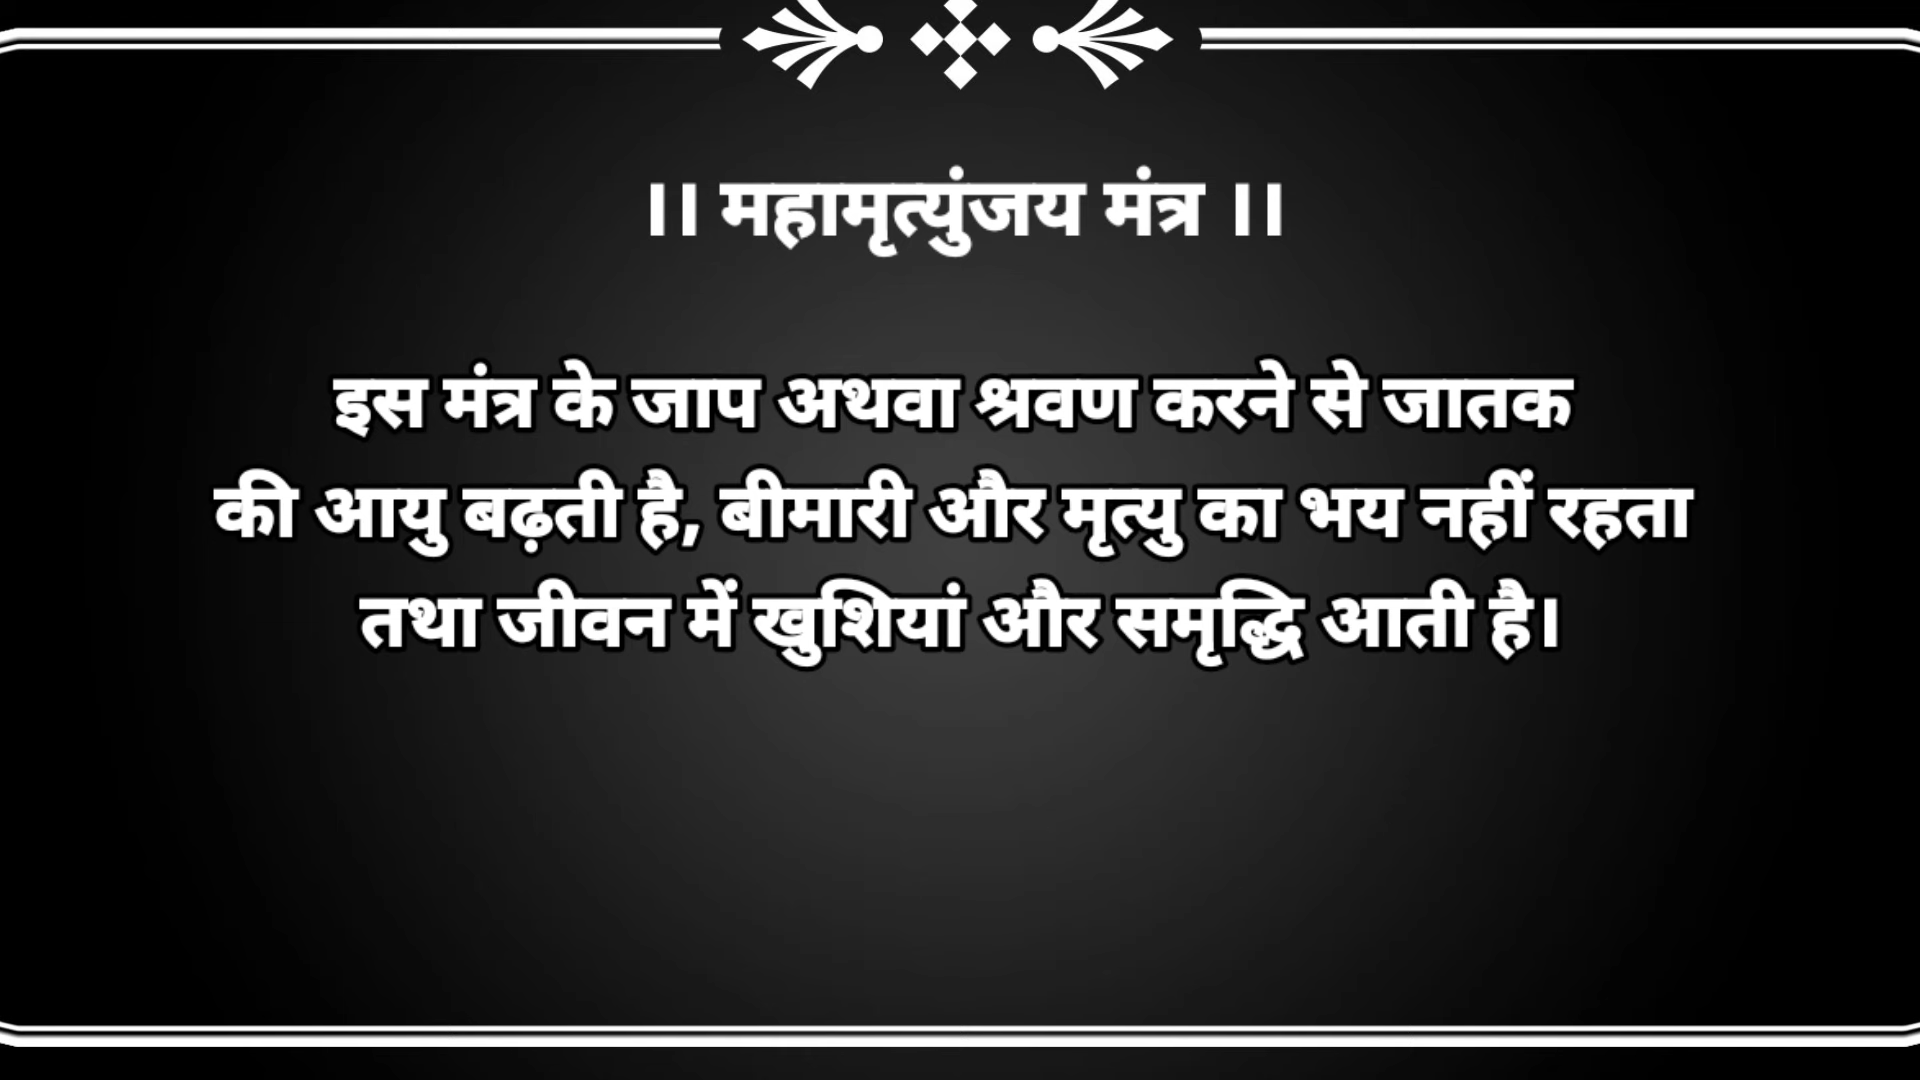 ।। महामृत्युंजय मंत्र ।।
इस मंत्र के जाप अथवा श्रवण करने से जातक
की आयु बढ़ती है, बीमारी और मृत्यु का भय नहीं रहता
तथा जीवन में खुशियां और समृद्धि आती है।